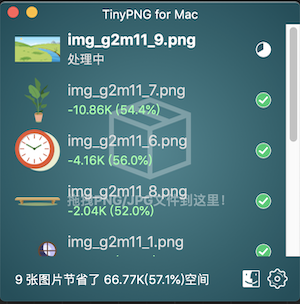 TinyPNG for Mac
img_g2m11_9.png
处理中
img_g2m11_7.png
-10.86K (54.4%)
img_g2m11_6.png
-4.16K (56.0%)
img_g2m11_8.png
拖拽PNG/JPG文件到这里!
-2.04K (52.0%)
img_g2m11_1.png
9 张图片节省了 66.77K(57.1%)空间